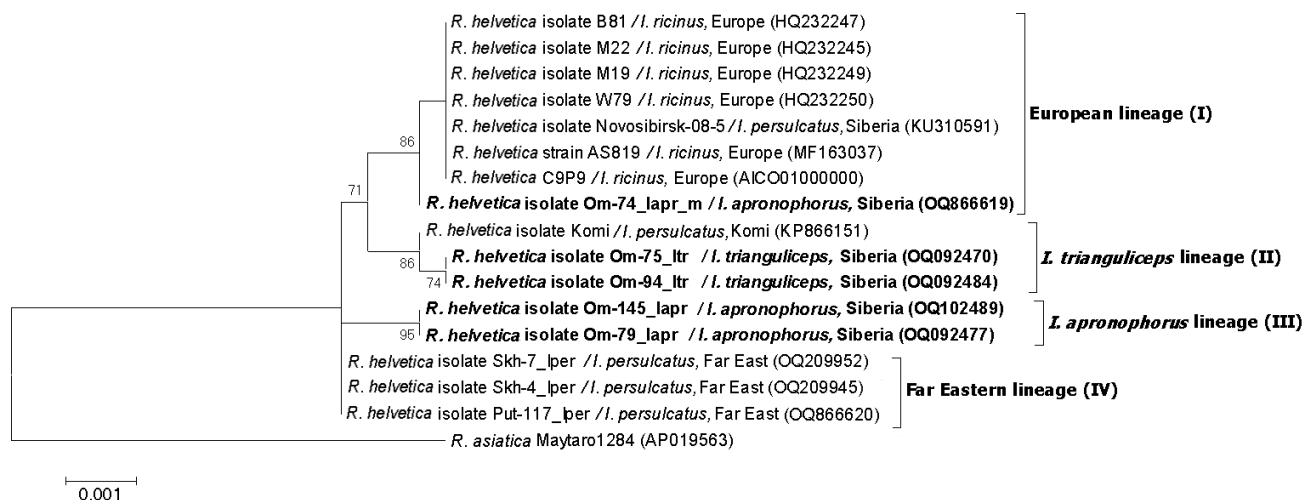 R. helvetica isolate B81 / I. ricinus, Europe (HQ232247)
R. helvetica isolate M22 / I. ricinus, Europe (HQ232245)
R. helvetica isolate M19 / I. ricinus, Europe (HQ232249)
R. helvetica isolate W79 / I. ricinus, Europe (HQ232250)
European lineage (I)
R. helvetica isolate Novosibirsk-08-5 / I. persulcatus, Siberia (KU310591)
86
R. helvetica strain AS819 / I. ricinus, Europe (MF163037)
R. helvetica C9P9 / I. ricinus, Europe (AICO01000000)
71
R. helvetica isolate Om-74_Iapr_m / I. apronophorus, Siberia (OQ866619)
R. helvetica isolate Komi / I. persulcatus, Komi (KP866151)
86
R. helvetica isolate Om-75_Itr / I. trianguliceps, Siberia (OQ092470)
I. trianguliceps lineage (II)
74
R. helvetica isolate Om-94_Itr / I. trianguliceps, Siberia (OQ092484)
R. helvetica isolate Om-145_Iapr / I. apronophorus, Siberia (OQ102489)
I. apronophorus lineage (III)
95
R. helvetica isolate Om-79_Iapr / I. apronophorus, Siberia (OQ092477)
R. helvetica isolate Skh-7_Iper / I. persulcatus, Far East (OQ209952)
R. helvetica isolate Skh-4_Iper / I. persulcatus, Far East (OQ209945)
Far Eastern lineage (IV)
R. helvetica isolate Put-117_Iper / I. persulcatus, Far East (OQ866620)
R. asiatica Maytaro1284 (AP019563)
0.001